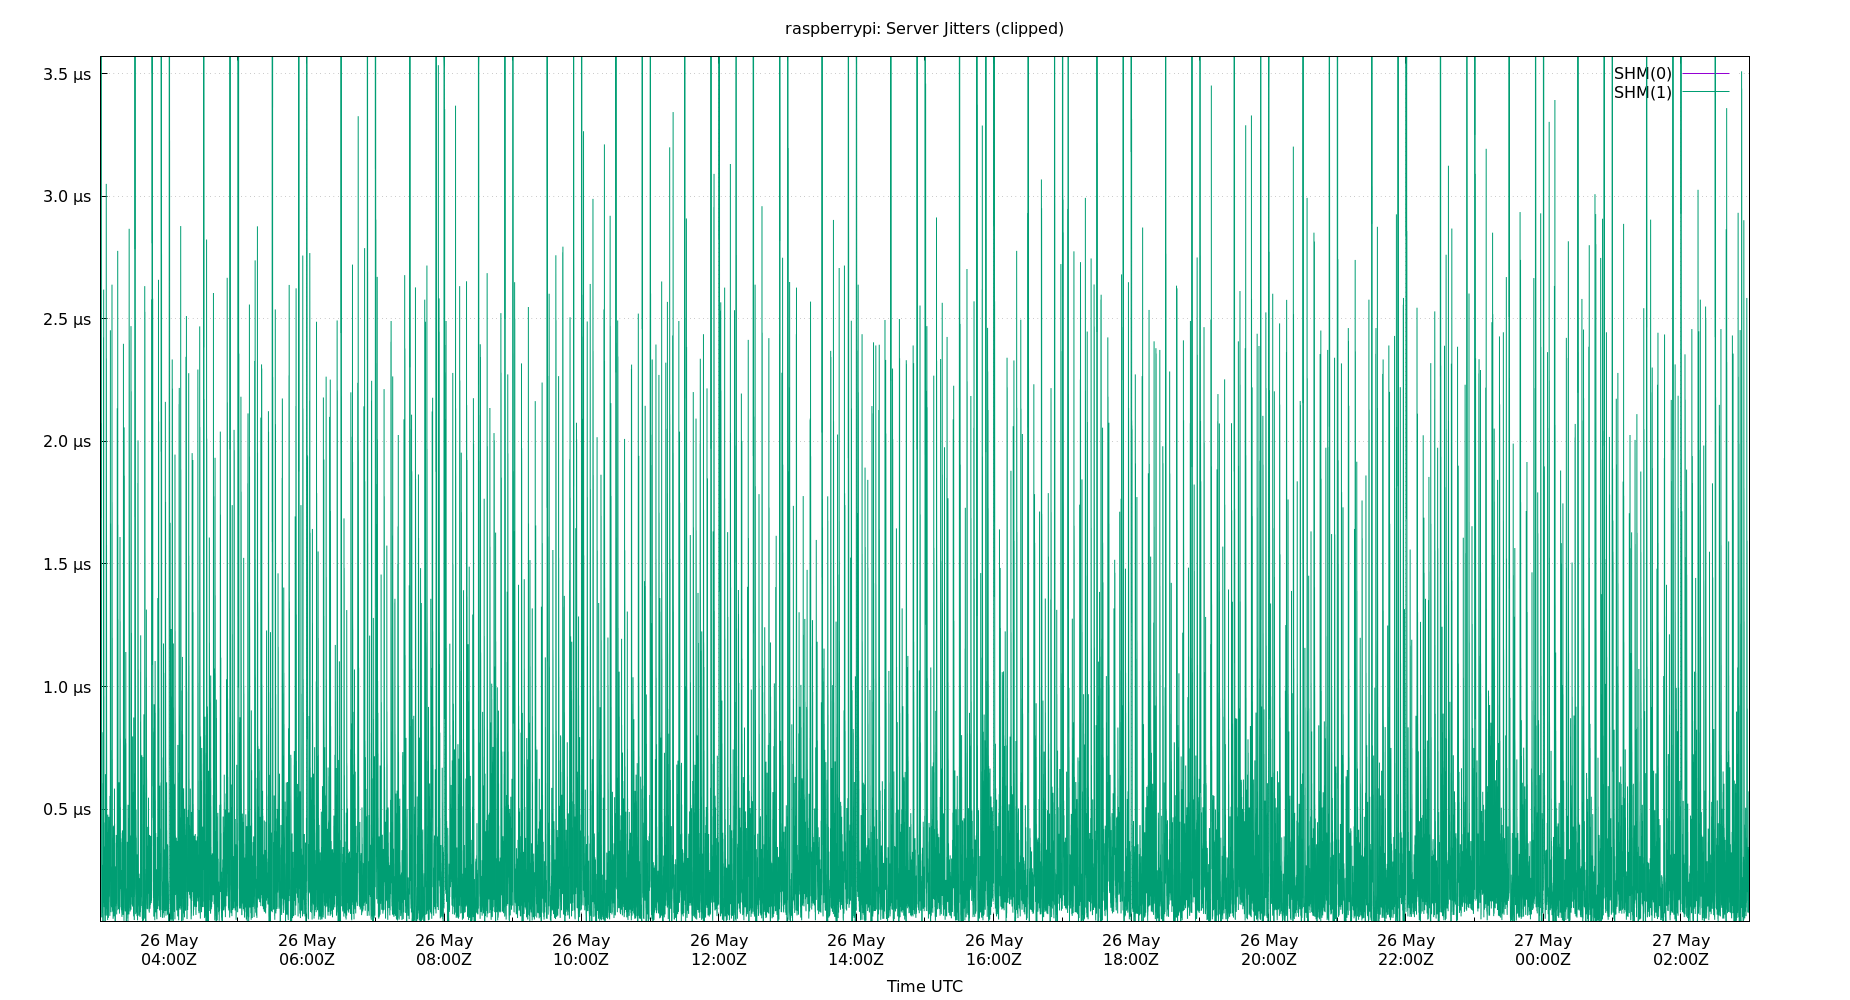 raspberrypi: Server Jitters (clipped)
SHM(0)
SHM(1)
3.5 µs
3.0 µs
2.5 µs
2.0 µs
1.5 µs
1.0 µs
0.5 µs
26 May 26 May 26 May 26 May 26 May 26 May 26 May 26 May 26 May 26 May 27 May 27 May
04:00Z 06:00Z 08:00Z 10:00Z 12:00Z 14:00Z 16:00Z 18:00Z 20:00Z 22:00Z 00:00Z 02:00Z
Time UTC